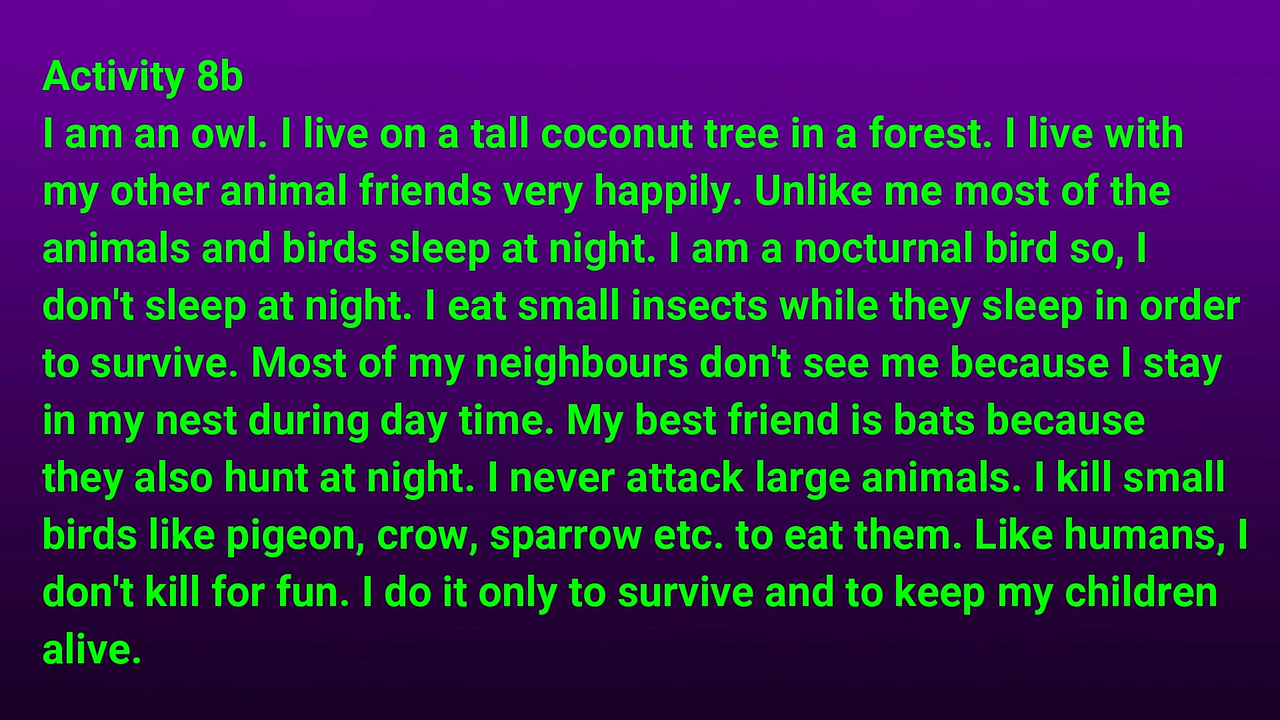 Activity 8b
I am an owl. I live on a tall coconut tree in a forest. I live with
my other animal friends very happily. Unlike me most of the
animals and birds sleep at night. I am a nocturnal bird so, I
don't sleep at night. I eat small insects while they sleep in order
to survive. Most of my neighbours don't see me because I stay
in my nest during day time. My best friend is bats because
they also hunt at night. I never attack large animals. I kill small
birds like pigeon, crow, sparrow etc. to eat them. Like humans, I
don't kill for fun. I do it only to survive and to keep my children
alive.